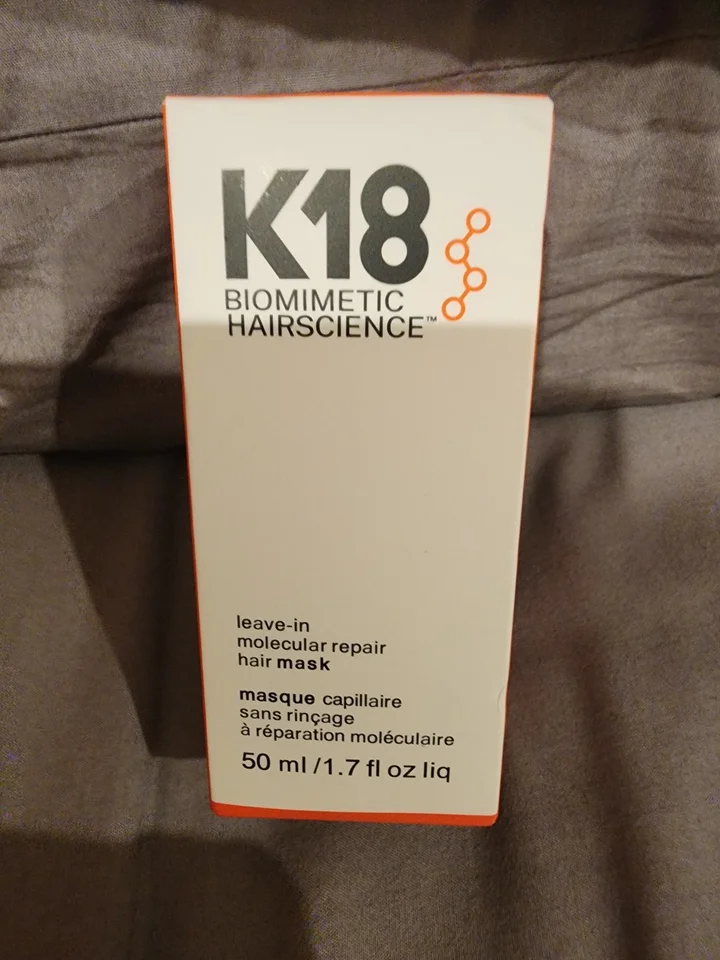 K18
BIOMIMETIC
HAIRSCIENCE™
leave-in
molecular repair
hair mask
masque capillaire
sans rinçage
à réparation moléculaire
50 ml /1.7 fl oz liq